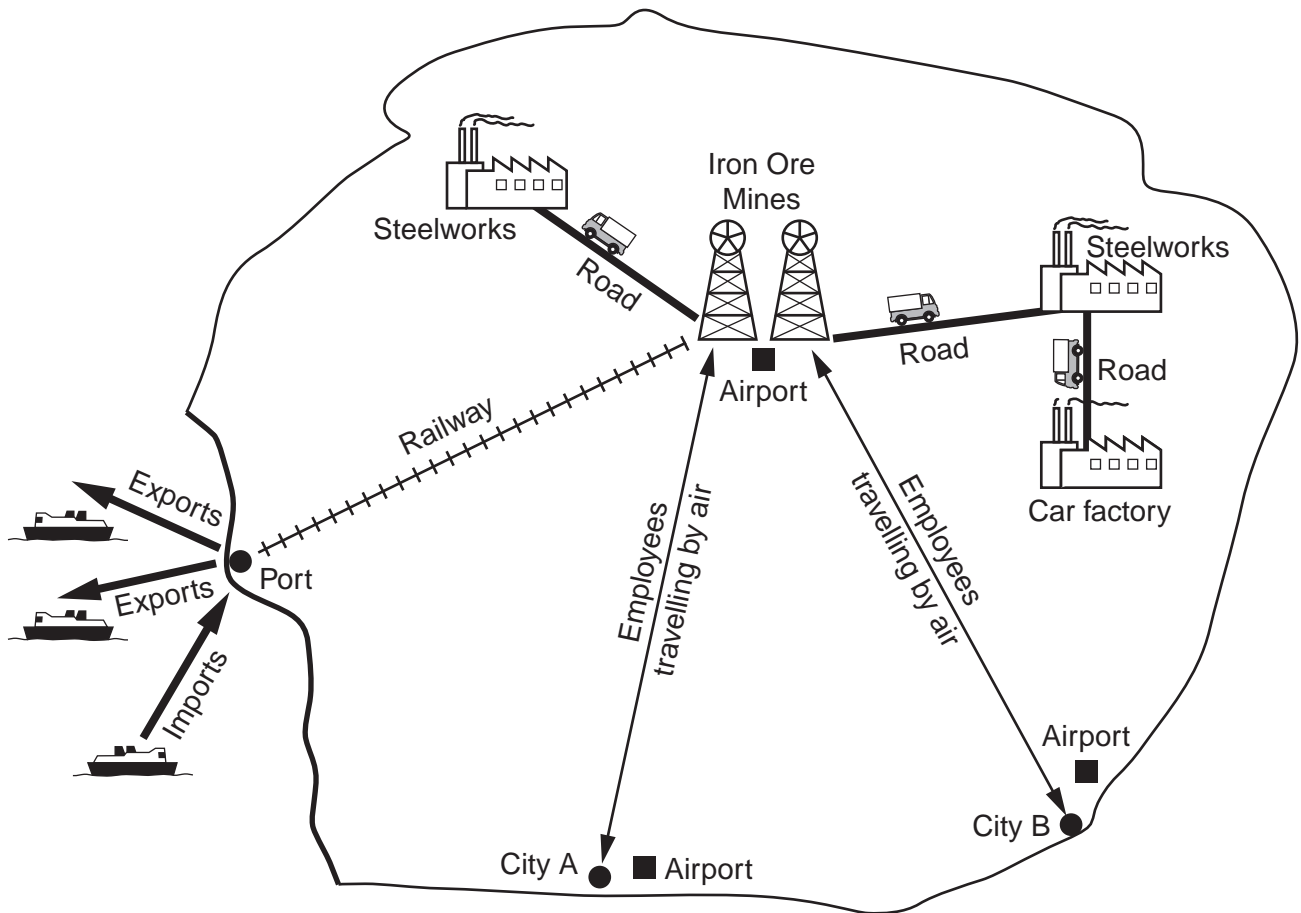 Iron Ore
Mines
Steelworks
Road
Steelworks
Road
Road
Airport
Railway
Car factory
Exports
Port
Exports
Imports
Employees
travelling by air
Employees
travelling by air
Airport
City B
City A
Airport